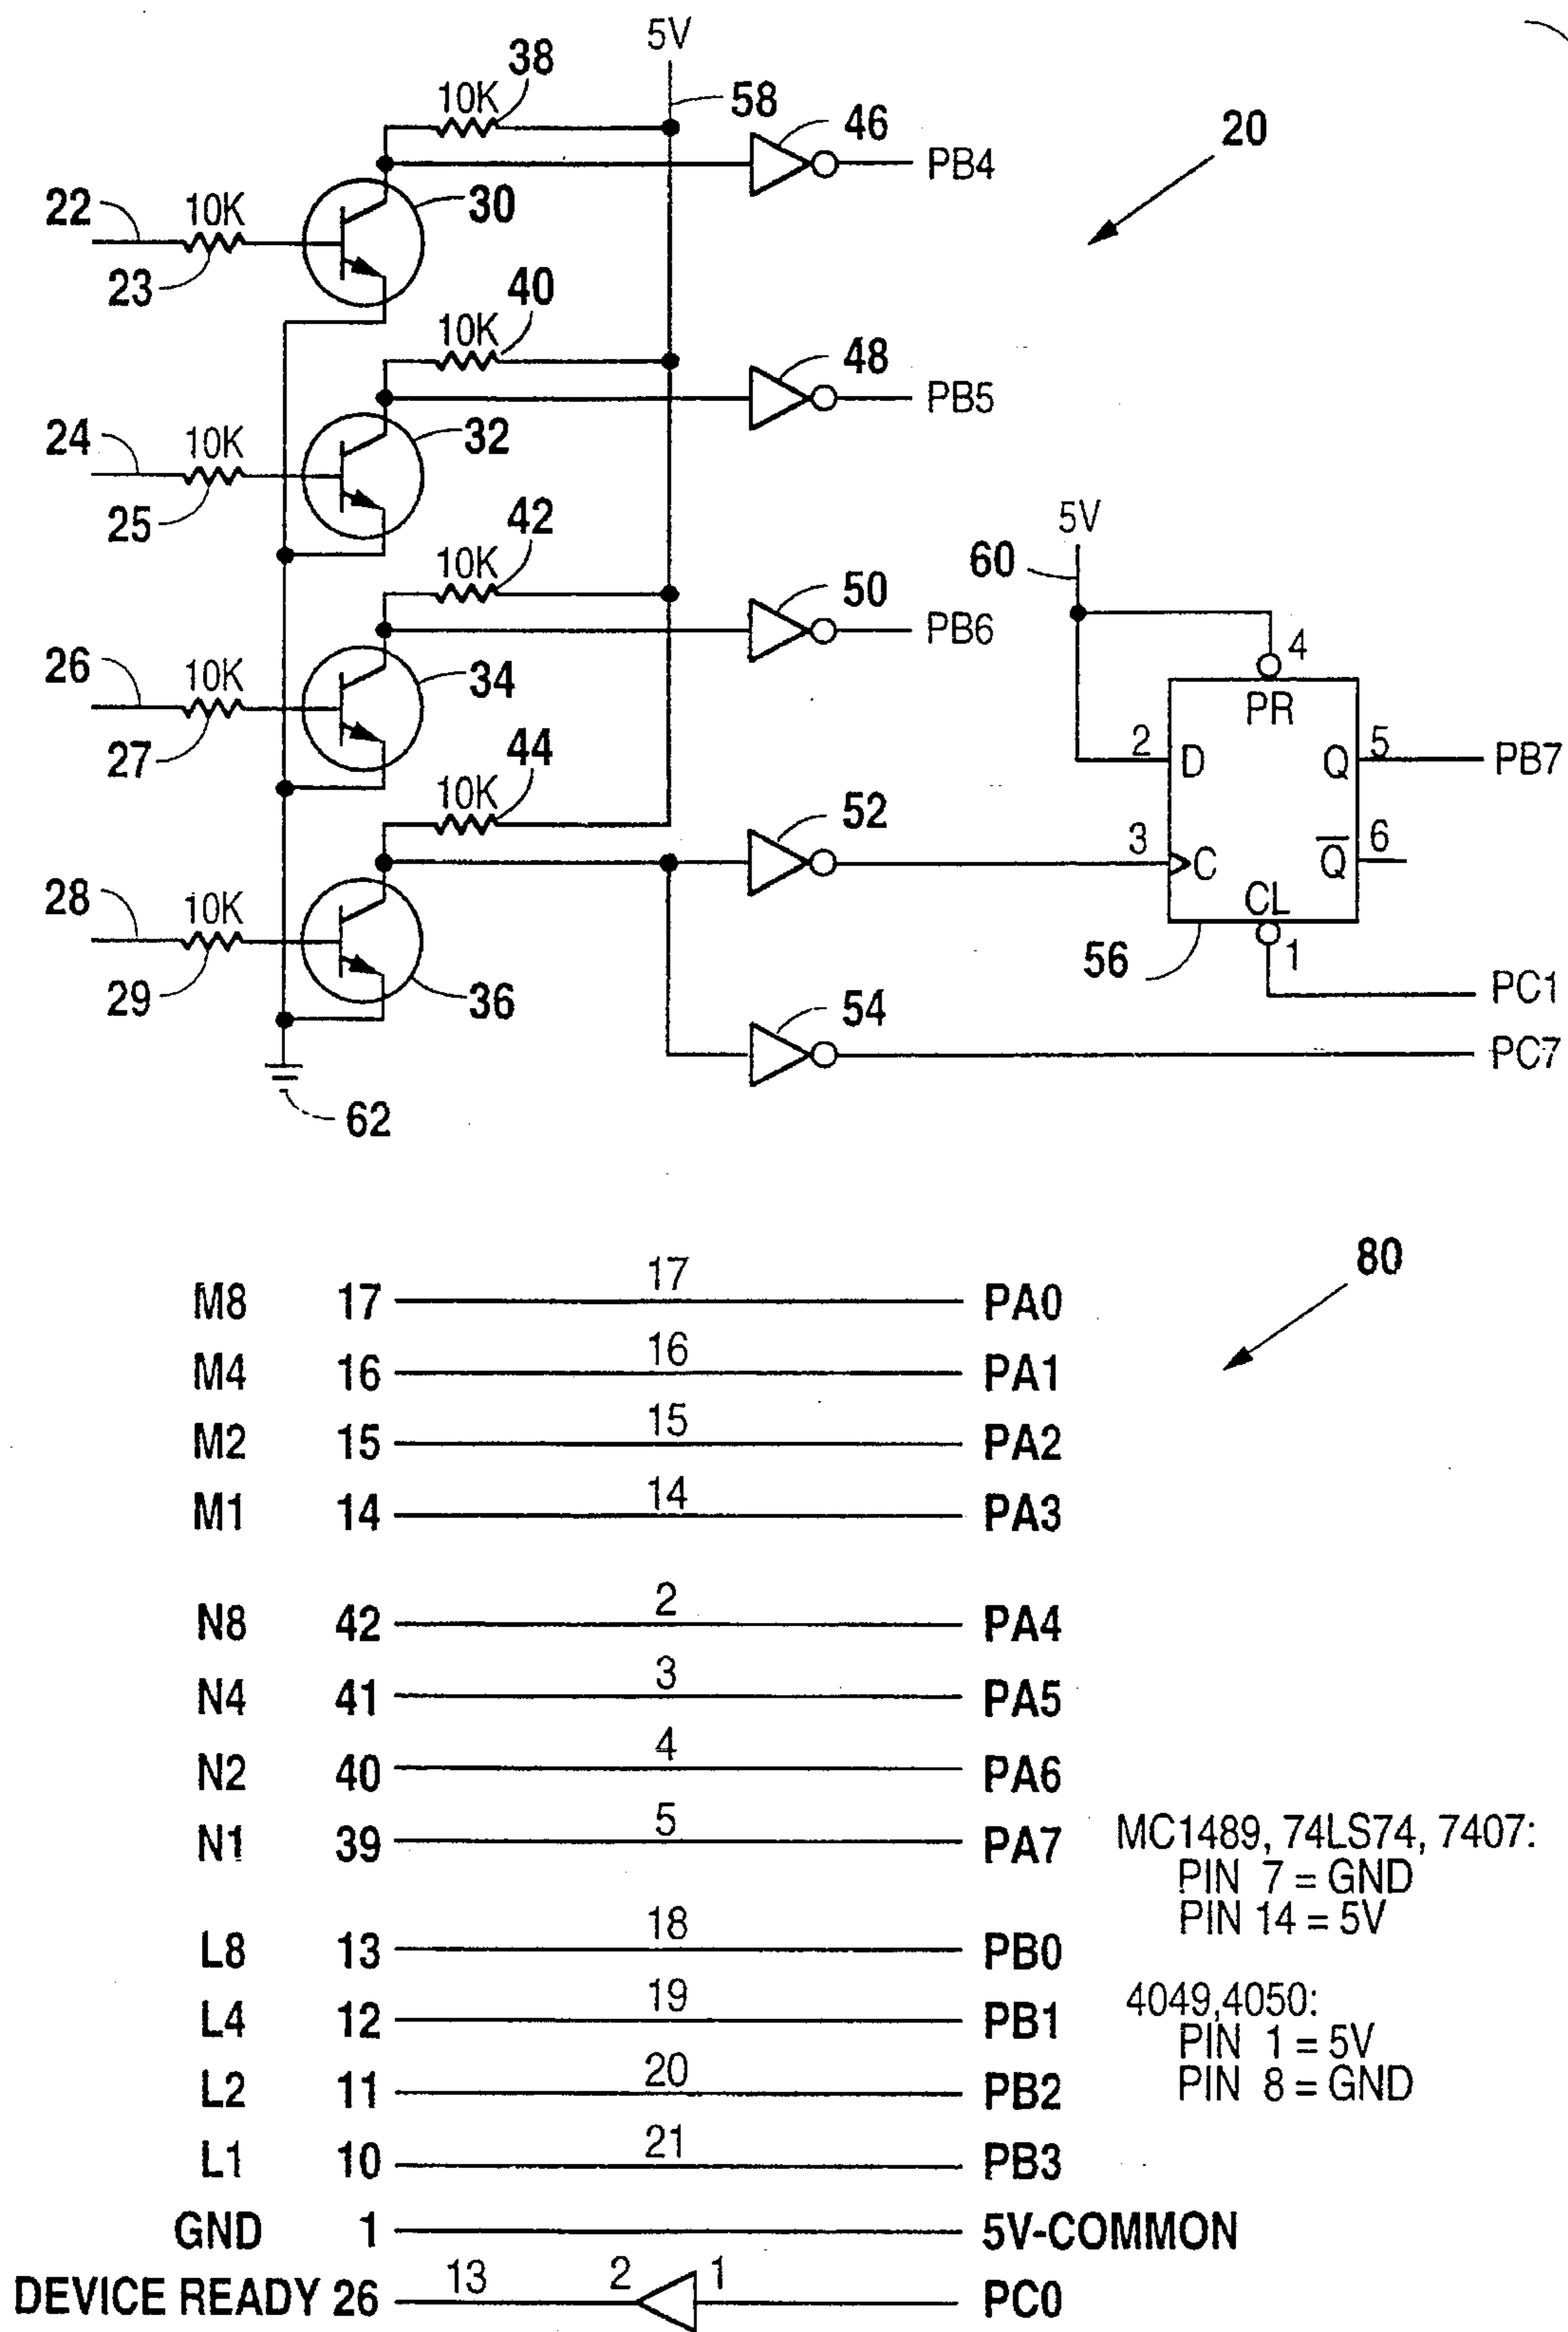 5V
38
10K
58
46
20
PB4
22
10K
30
23
40
10K
48
PB5
24
10K
32
25
42
10K
5V
60
50
PB6
4
26
10K
34
PR
27
44
2
D
Q
5
PB7
10K
52
3
C
Q
6
28
10K
CL
56
1
29
36
54
PC1
PC7
62
80
M8 17 17 PA0
M4 16 16 PA1
M2 15 15 PA2
M1 14 14 PA3
N8 42 2 PA4
N4 41 3 PA5
N2 40 4 PA6
N1 39 5 PA7
MC1489, 74LS74, 7407:
PIN 7 = GND
PIN 14 = 5V
L8 13 18 PB0
L4 12 19 PB1
4049,4050:
PIN 1 = 5V
PIN 8 = GND
L2 11 20 PB2
L1 10 21 PB3
GND 1 5V-COMMON
DEVICE READY 26 13 2 1 PC0